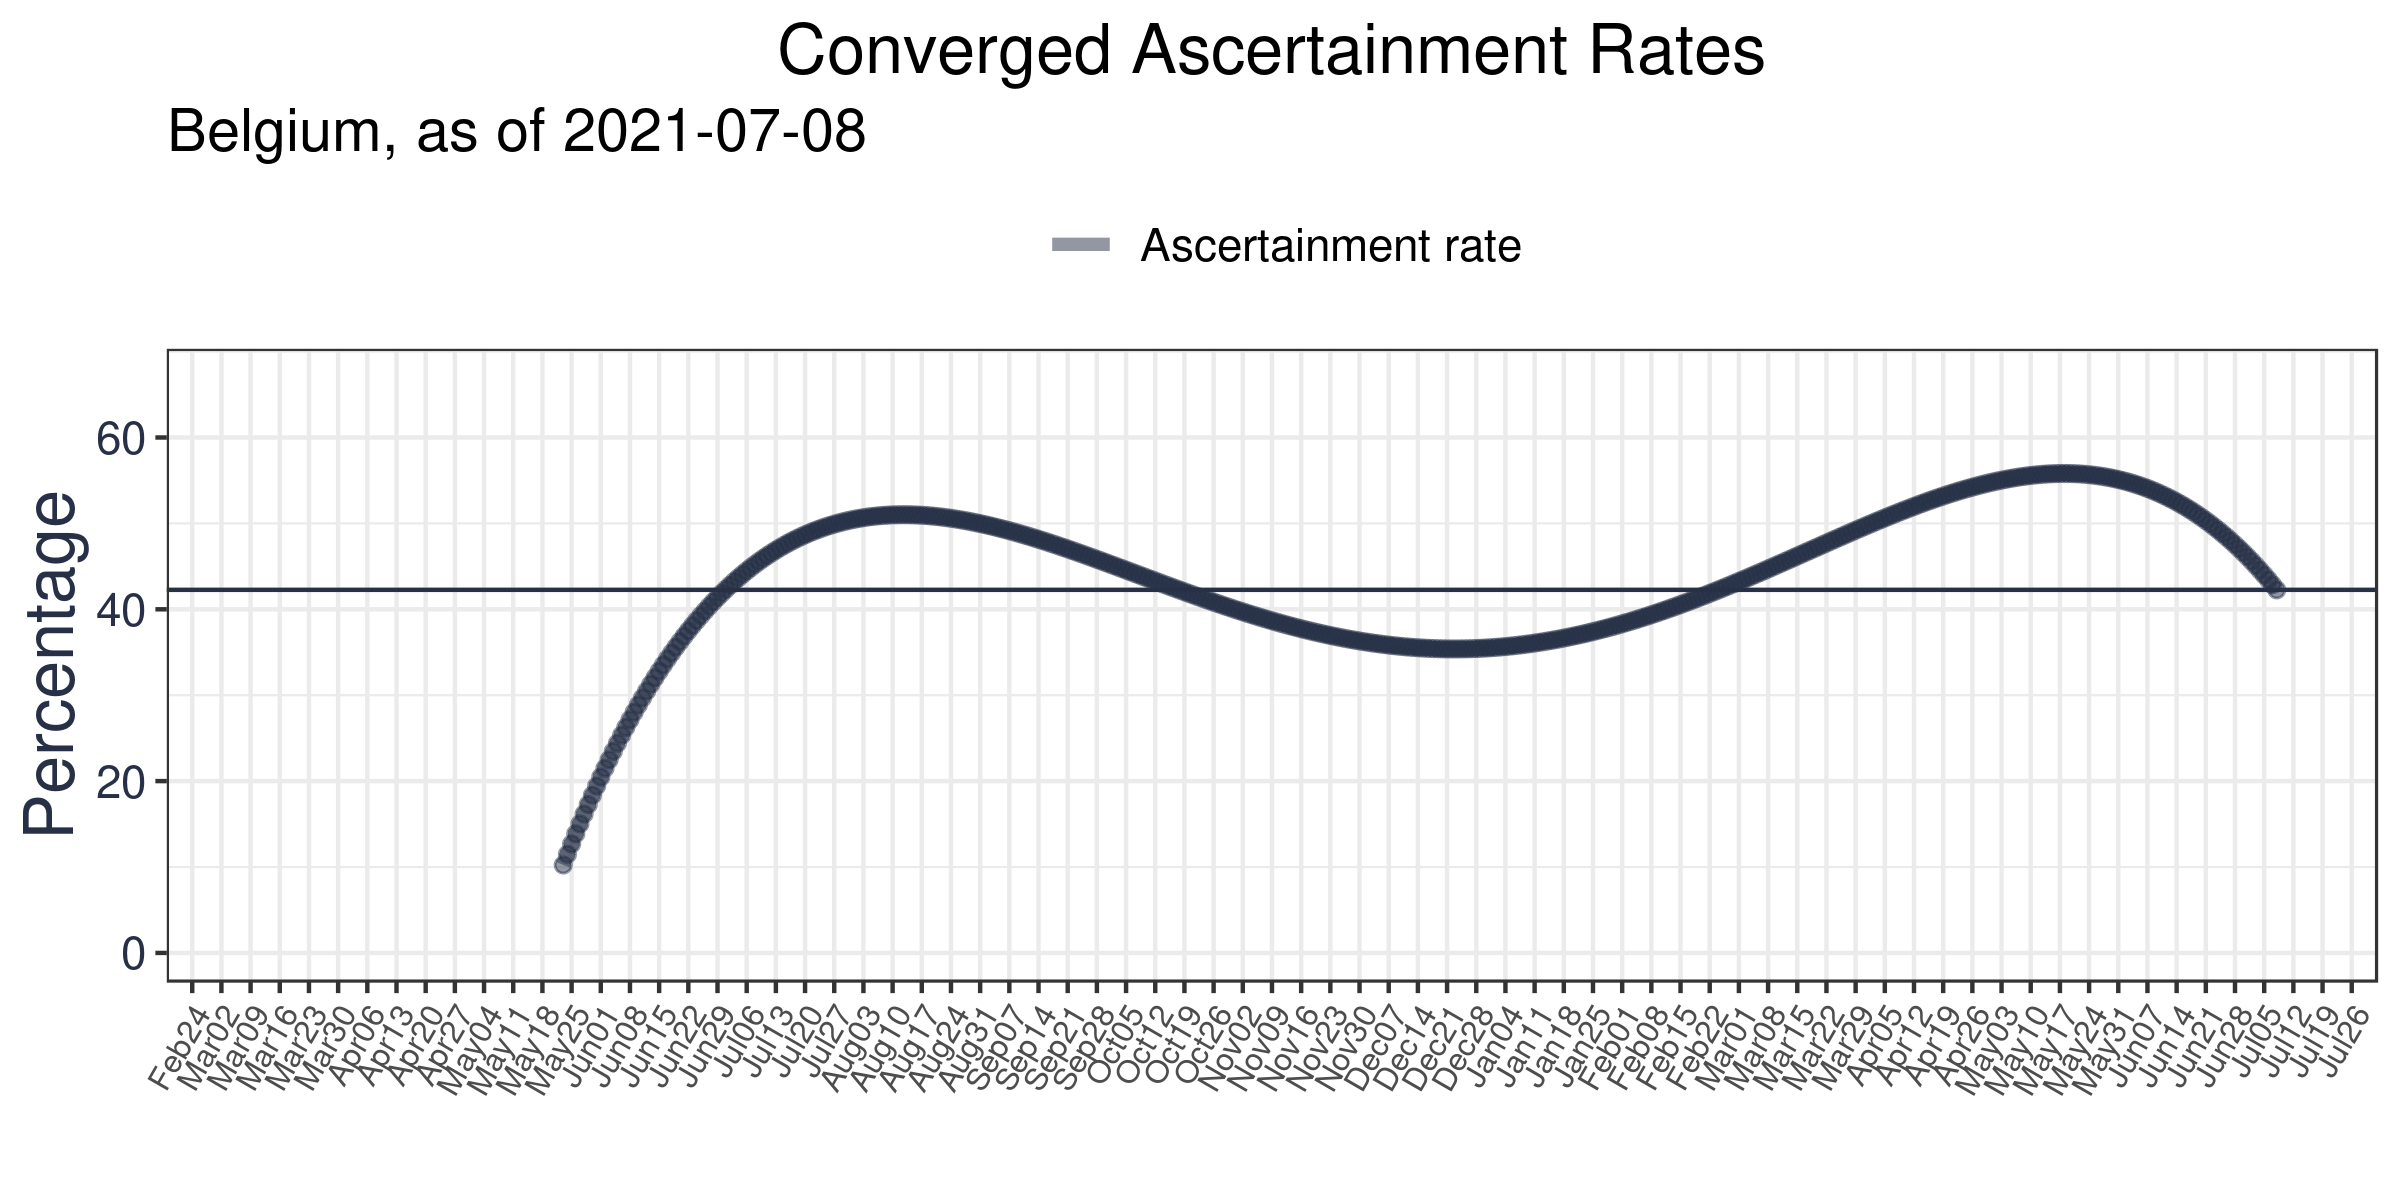 Converged Ascertainment Rates
Belgium, as of 2021-07-08
Ascertainment rate
Percentage
60
40
20
0
Feb24 Mar02 Mar09 Mar16 Mar23 Mar30 Apr06 Apr13 Apr20 Apr27 May04 May11 May18 May25 Jun01 Jun08 Jun15 Jun22 Jun29 Jul06 Jul13 Jul20 Jul27 Aug03 Aug10 Aug17 Aug24 Aug31 Sep07 Sep14 Sep21 Sep28 Oct05 Oct12 Oct19 Oct26 Nov02 Nov09 Nov16 Nov23 Nov30 Dec07 Dec14 Dec21 Dec28 Jan04 Jan11 Jan18 Jan25 Feb01 Feb08 Feb15 Feb22 Mar01 Mar08 Mar15 Mar22 Mar29 Apr05 Apr12 Apr19 Apr26 May03 May10 May17 May24 May31 Jun07 Jun14 Jun21 Jun28 Jul05 Jul12 Jul19 Jul26